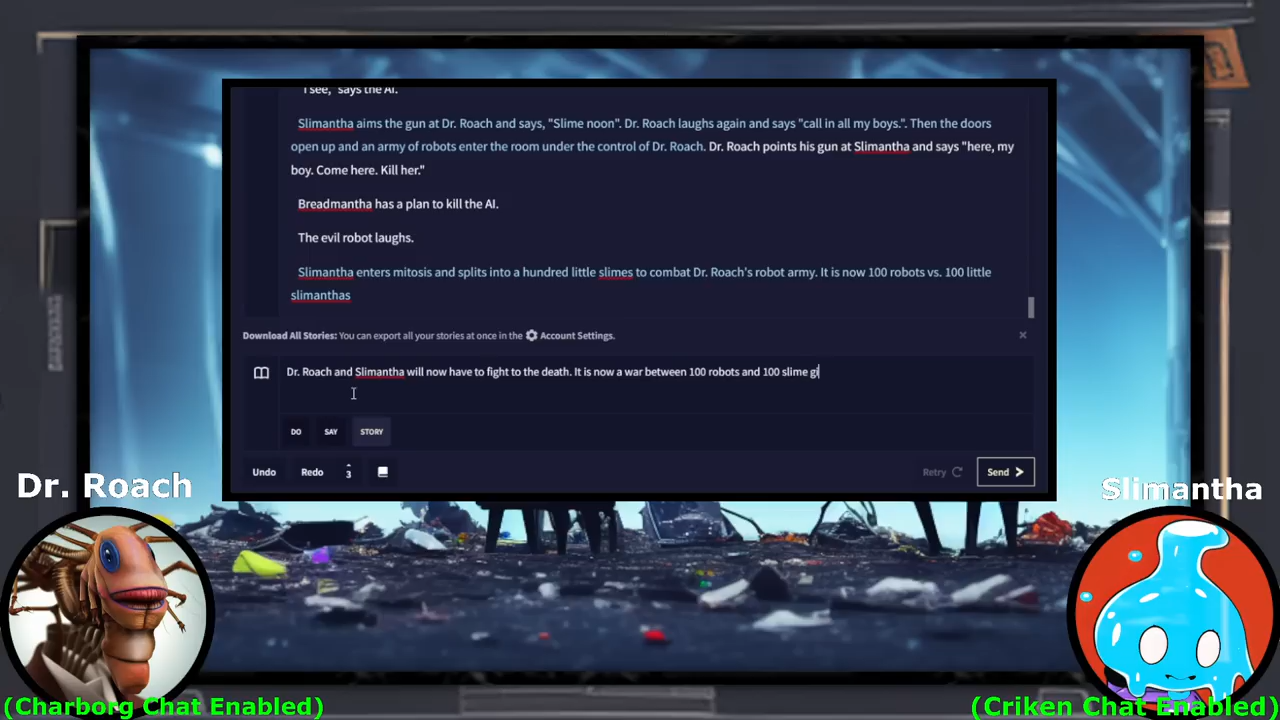 "I see," says the AI.
Slimantha aims the gun at Dr. Roach and says, "Slime noon". Dr. Roach laughs again and says "call in all my boys.". Then the doors
open up and an army of robots enter the room under the control of Dr. Roach. Dr. Roach points his gun at Slimantha and says "here, my
boy. Come here. Kill her."
Breadmantha has a plan to kill the AI.
The evil robot laughs.
Slimantha enters mitosis and splits into a hundred little slimes to combat Dr. Roach's robot army. It is now 100 robots vs. 100 little
slimanthas
Download All Stories: You can export all your stories at once in the Account Settings.
Dr. Roach and Slimantha will now have to fight to the death. It is now a war between 100 robots and 100 slime gi
DO SAY STORY
Undo Redo 3 Retry Send
Dr. Roach
Slimantha
(Charborg Chat Enabled)
(Criken Chat Enabled)